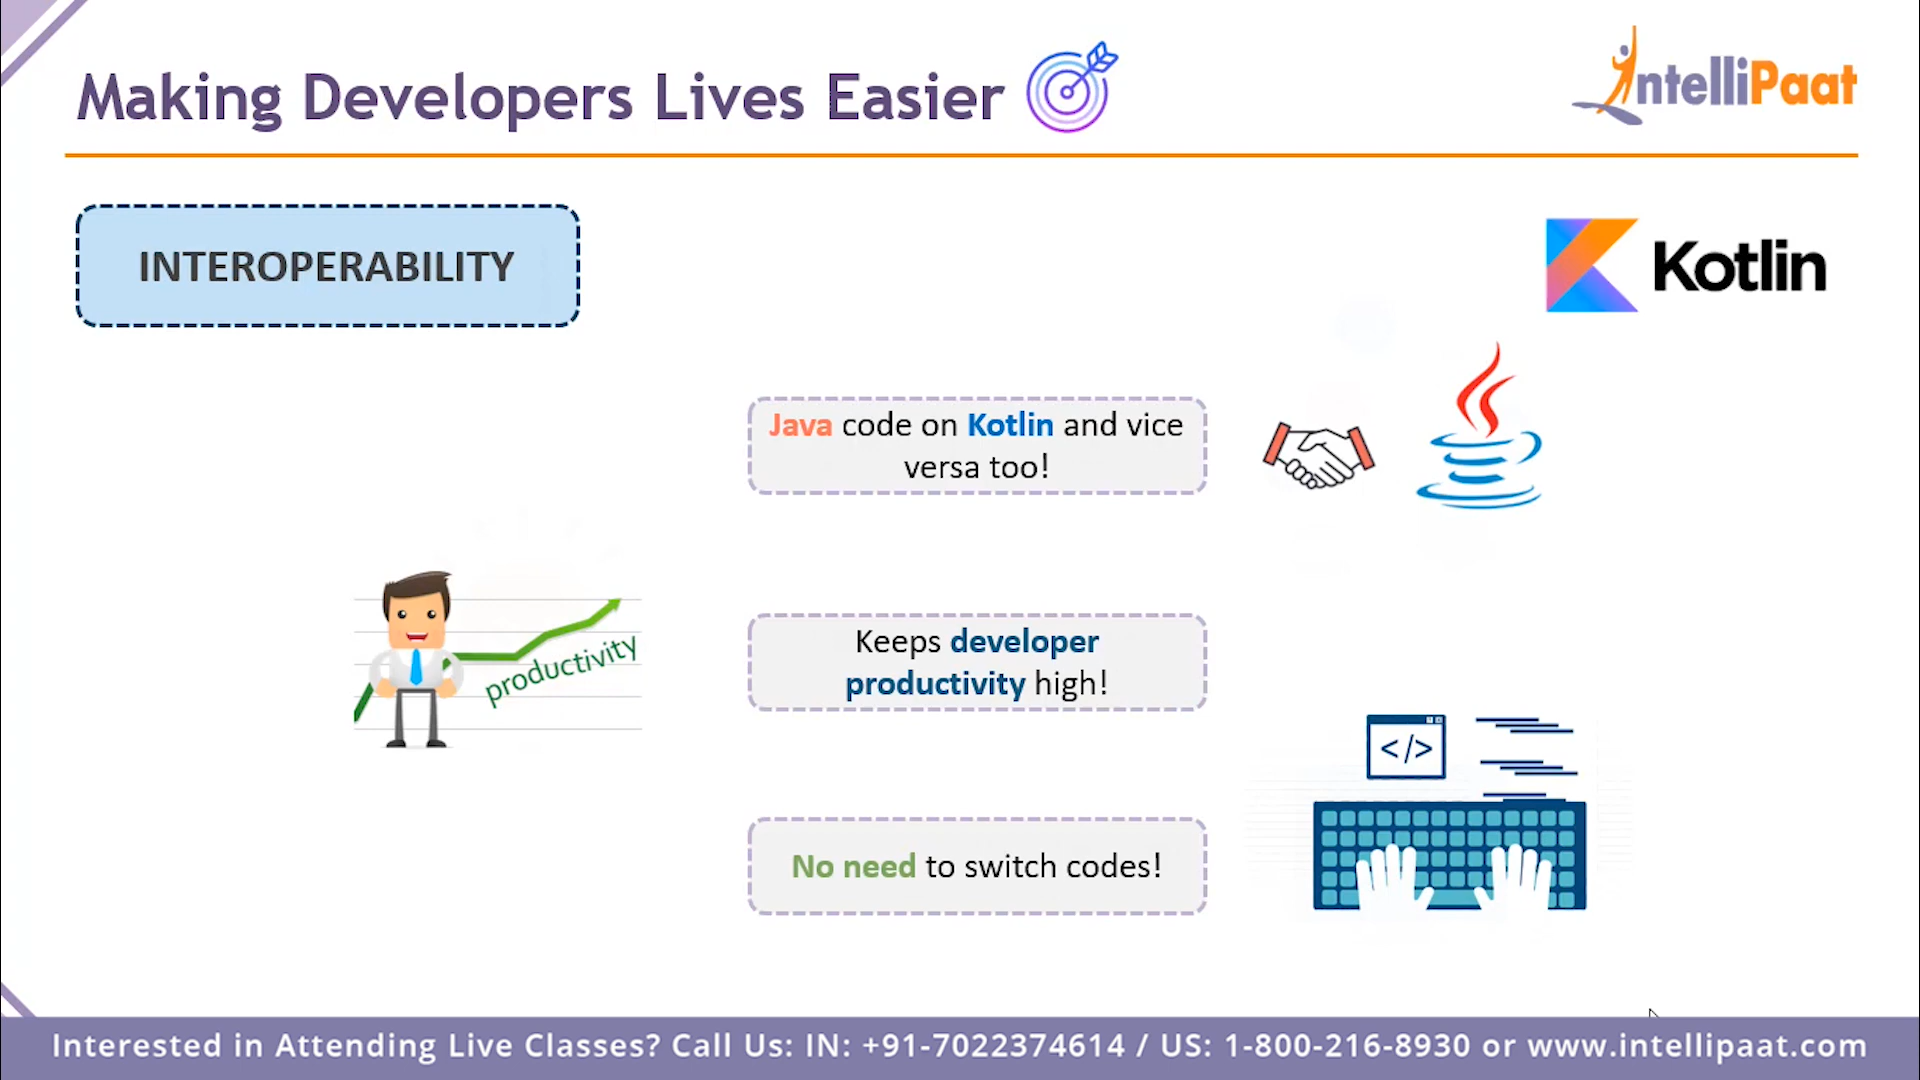 Making Developers Lives Easier
IntelliPaat
INTEROPERABILITY
Kotlin
Java code on Kotlin and vice
versa too!
productivity
Keeps developer
productivity high!
</>
No need to switch codes!
Interested in Attending Live Classes? Call Us: IN: +91-7022374614 / US: 1-800-216-8930 or www.intellipaat.com